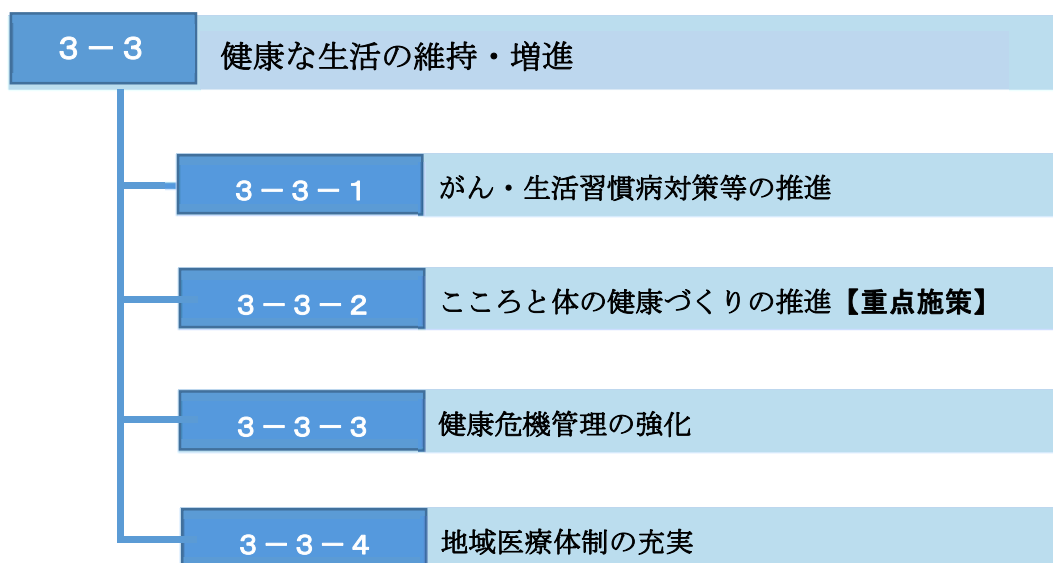 ３－３ 健康な生活の維持・増進
３－３－１ がん・生活習慣病対策等の推進
３－３－２ こころと体の健康づくりの推進【重点施策】
３－３－３ 健康危機管理の強化
３－３－４ 地域医療体制の充実